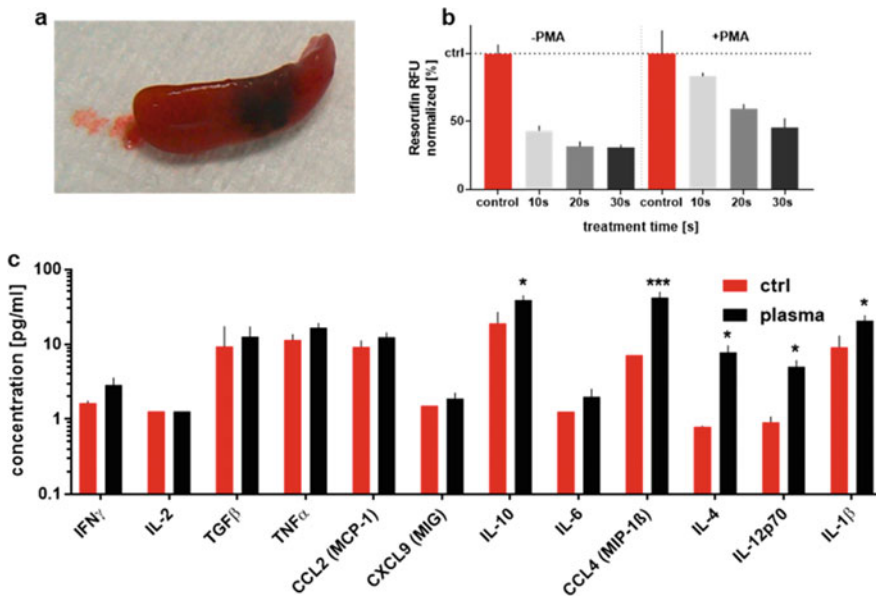 a
b
-PMA
+PMA
Resorufin RFU
normalized [%]
ctrl
50
0
control 10s 20s 30s control 10s 20s 30s
treatment time [s]
c
concentration [pg/ml]
100
10
1
0.1
ctrl
plasma
*
***
*
*
*
IFNγ
IL-2
TGFβ
TNFα
CCL2 (MCP-1)
CXCL9 (MIG)
IL-10
IL-6
CCL4 (MIP-1ß)
IL-4
IL-12p70
IL-1β